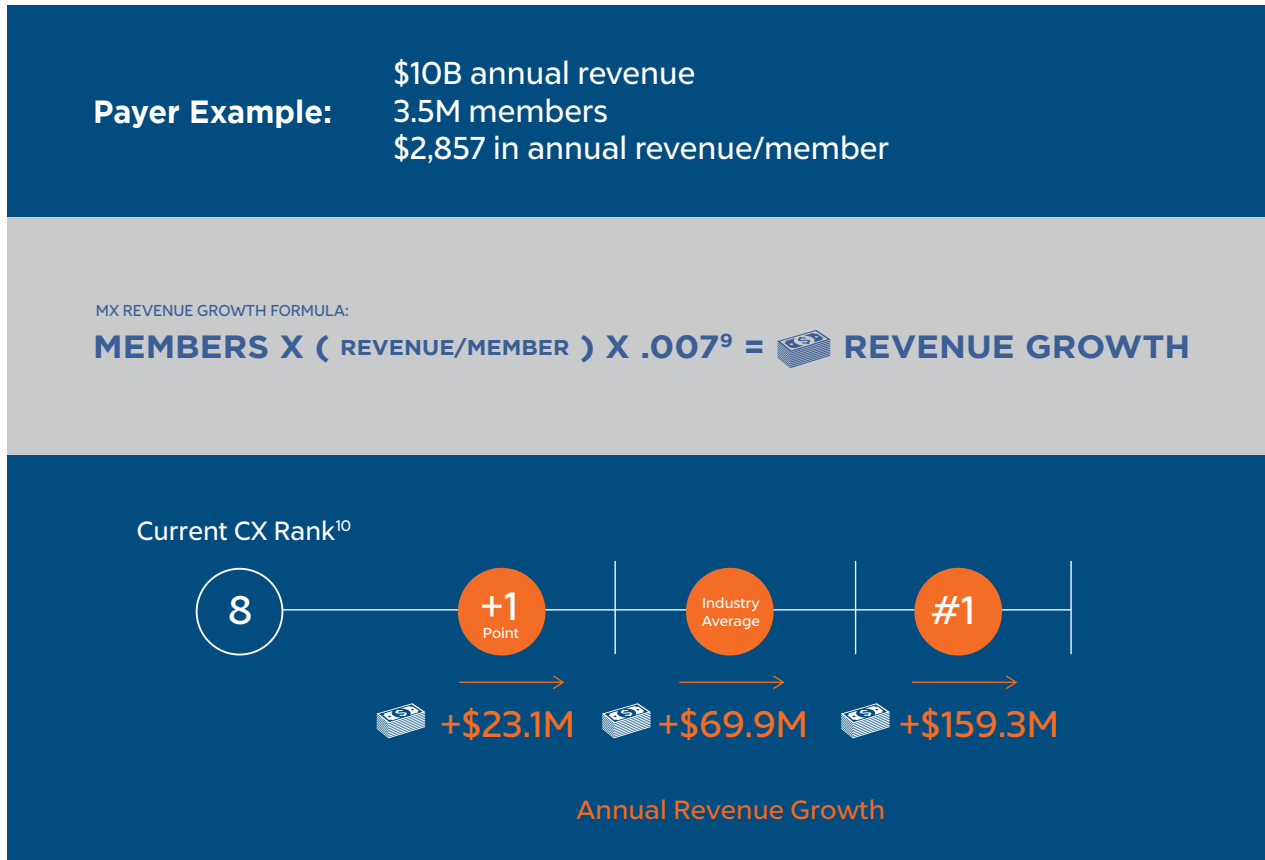 Payer Example:
$10B annual revenue
3.5M members
$2,857 in annual revenue/member
MX REVENUE GROWTH FORMULA:
MEMBERS X ( REVENUE/MEMBER ) X .007⁹ = REVENUE GROWTH
Current CX Rank¹⁰
8
+1
Point
Industry
Average
#1
+$23.1M
+$69.9M
+$159.3M
Annual Revenue Growth